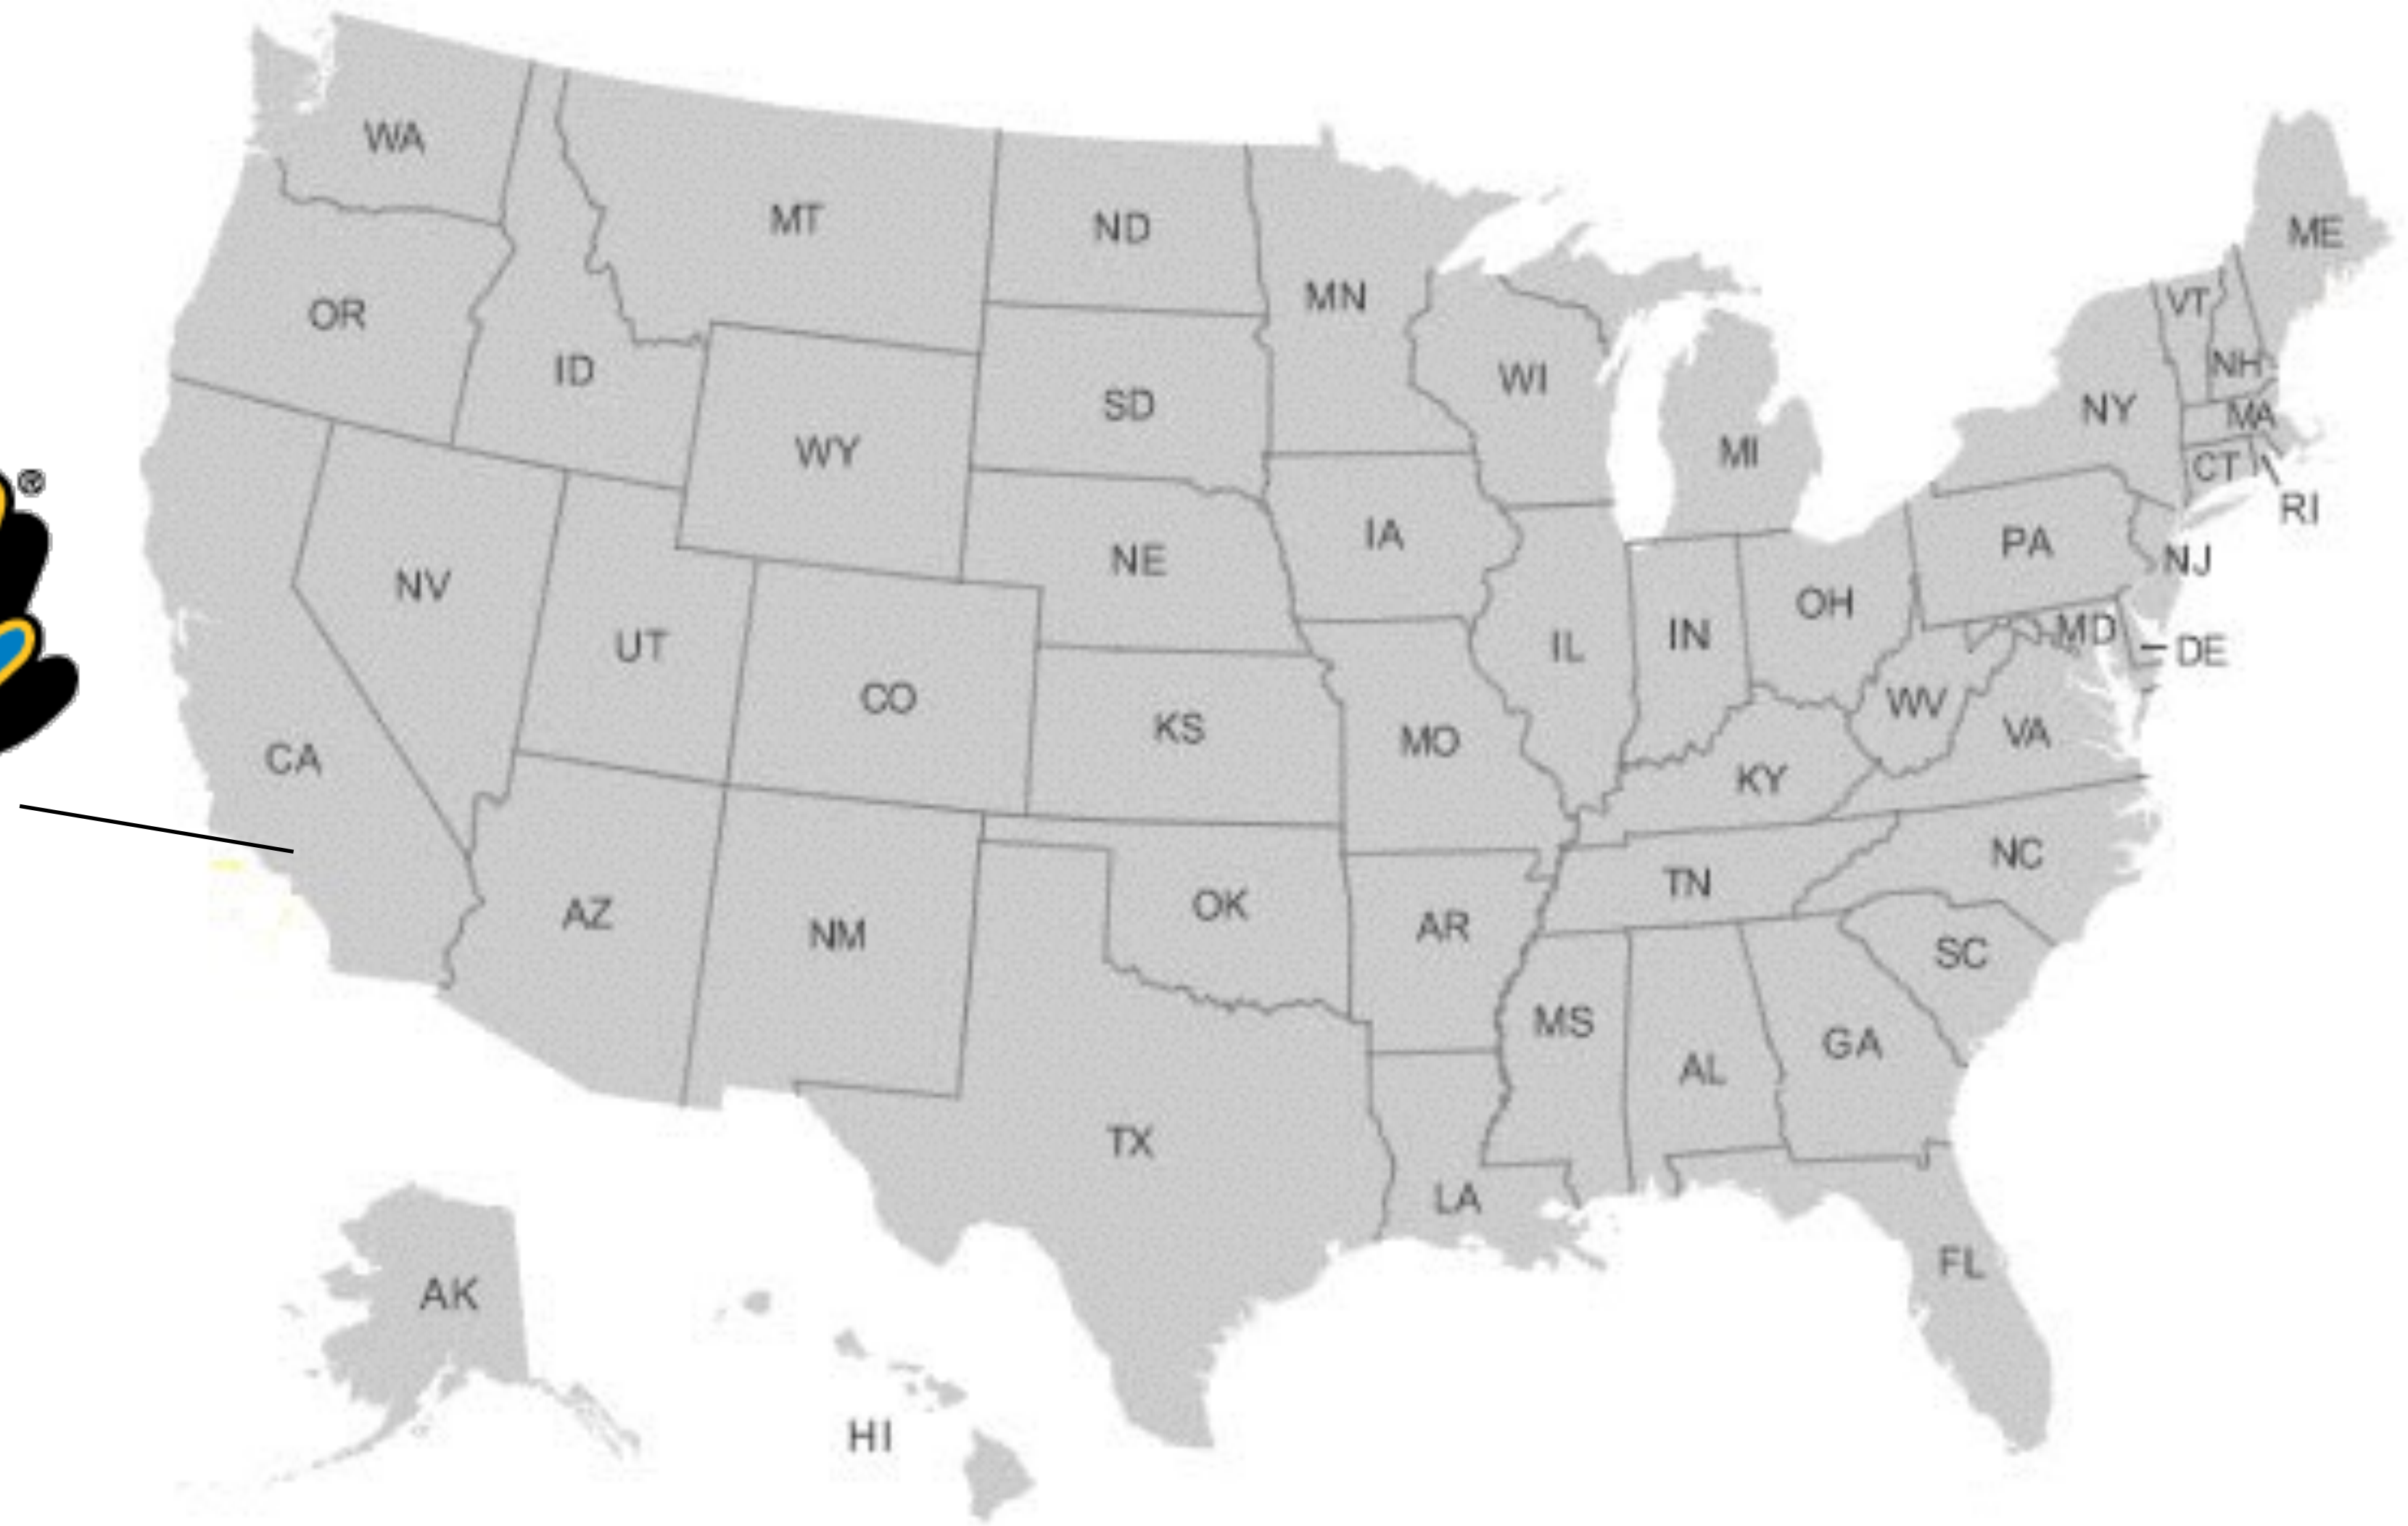 WA
MT
ND
MN
ME
VT
NH
OR
ID
SD
WI
NY
MA
WY
MI
CT
®
RI
IA
PA
NE
NJ
NV
OH
UT
IL
IN
MD
DE
CO
KS
WV
MO
VA
CA
KY
NC
TN
OK
AZ
AR
NM
SC
MS
GA
AL
TX
LA
FL
AK
HI